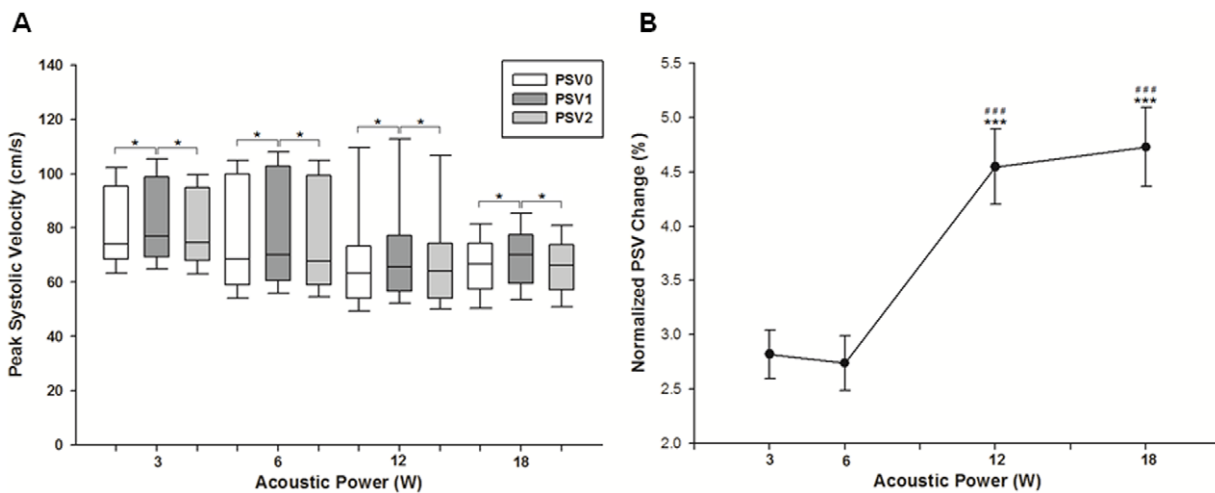 A
Peak Systolic Velocity (cm/s)
140
120
100
80
60
40
20
0
PSV0
PSV1
PSV2
* *
* *
* *
* *
3 6 12 18
Acoustic Power (W)
B
Normalized PSV Change (%)
5.5
5.0
4.5
4.0
3.5
3.0
2.5
2.0
###
***
###
***
3 6 12 18
Acoustic Power (W)